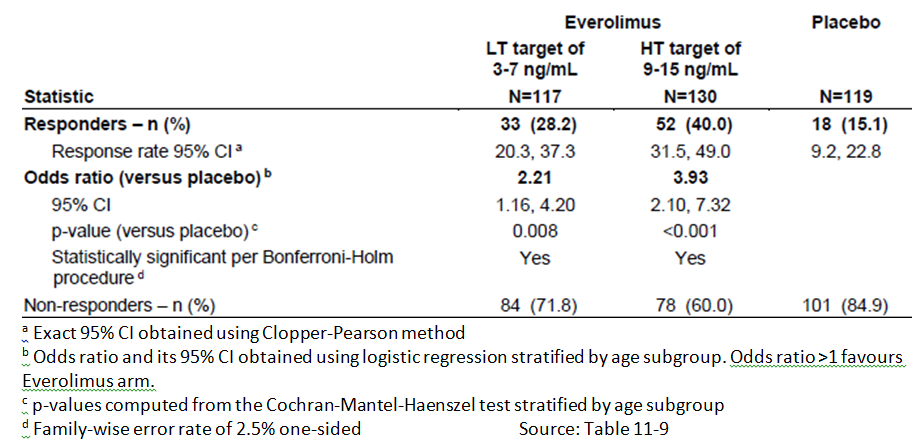 Everolimus Placebo
LT target of HT target of
3-7 ng/mL 9-15 ng/mL
Statistic N=117 N=130 N=119
Responders – n (%) 33 (28.2) 52 (40.0) 18 (15.1)
Response rate 95% CI a 20.3, 37.3 31.5, 49.0 9.2, 22.8
Odds ratio (versus placebo) b 2.21 3.93
95% CI 1.16, 4.20 2.10, 7.32
p-value (versus placebo) c 0.008 <0.001
Statistically significant per Bonferroni-Holm Yes Yes
procedure d
Non-responders – n (%) 84 (71.8) 78 (60.0) 101 (84.9)
a Exact 95% CI obtained using Clopper-Pearson method
b Odds ratio and its 95% CI obtained using logistic regression stratified by age subgroup. Odds ratio >1 favours
Everolimus arm.
c p-values computed from the Cochran-Mantel-Haenszel test stratified by age subgroup
d Family-wise error rate of 2.5% one-sided Source: Table 11-9